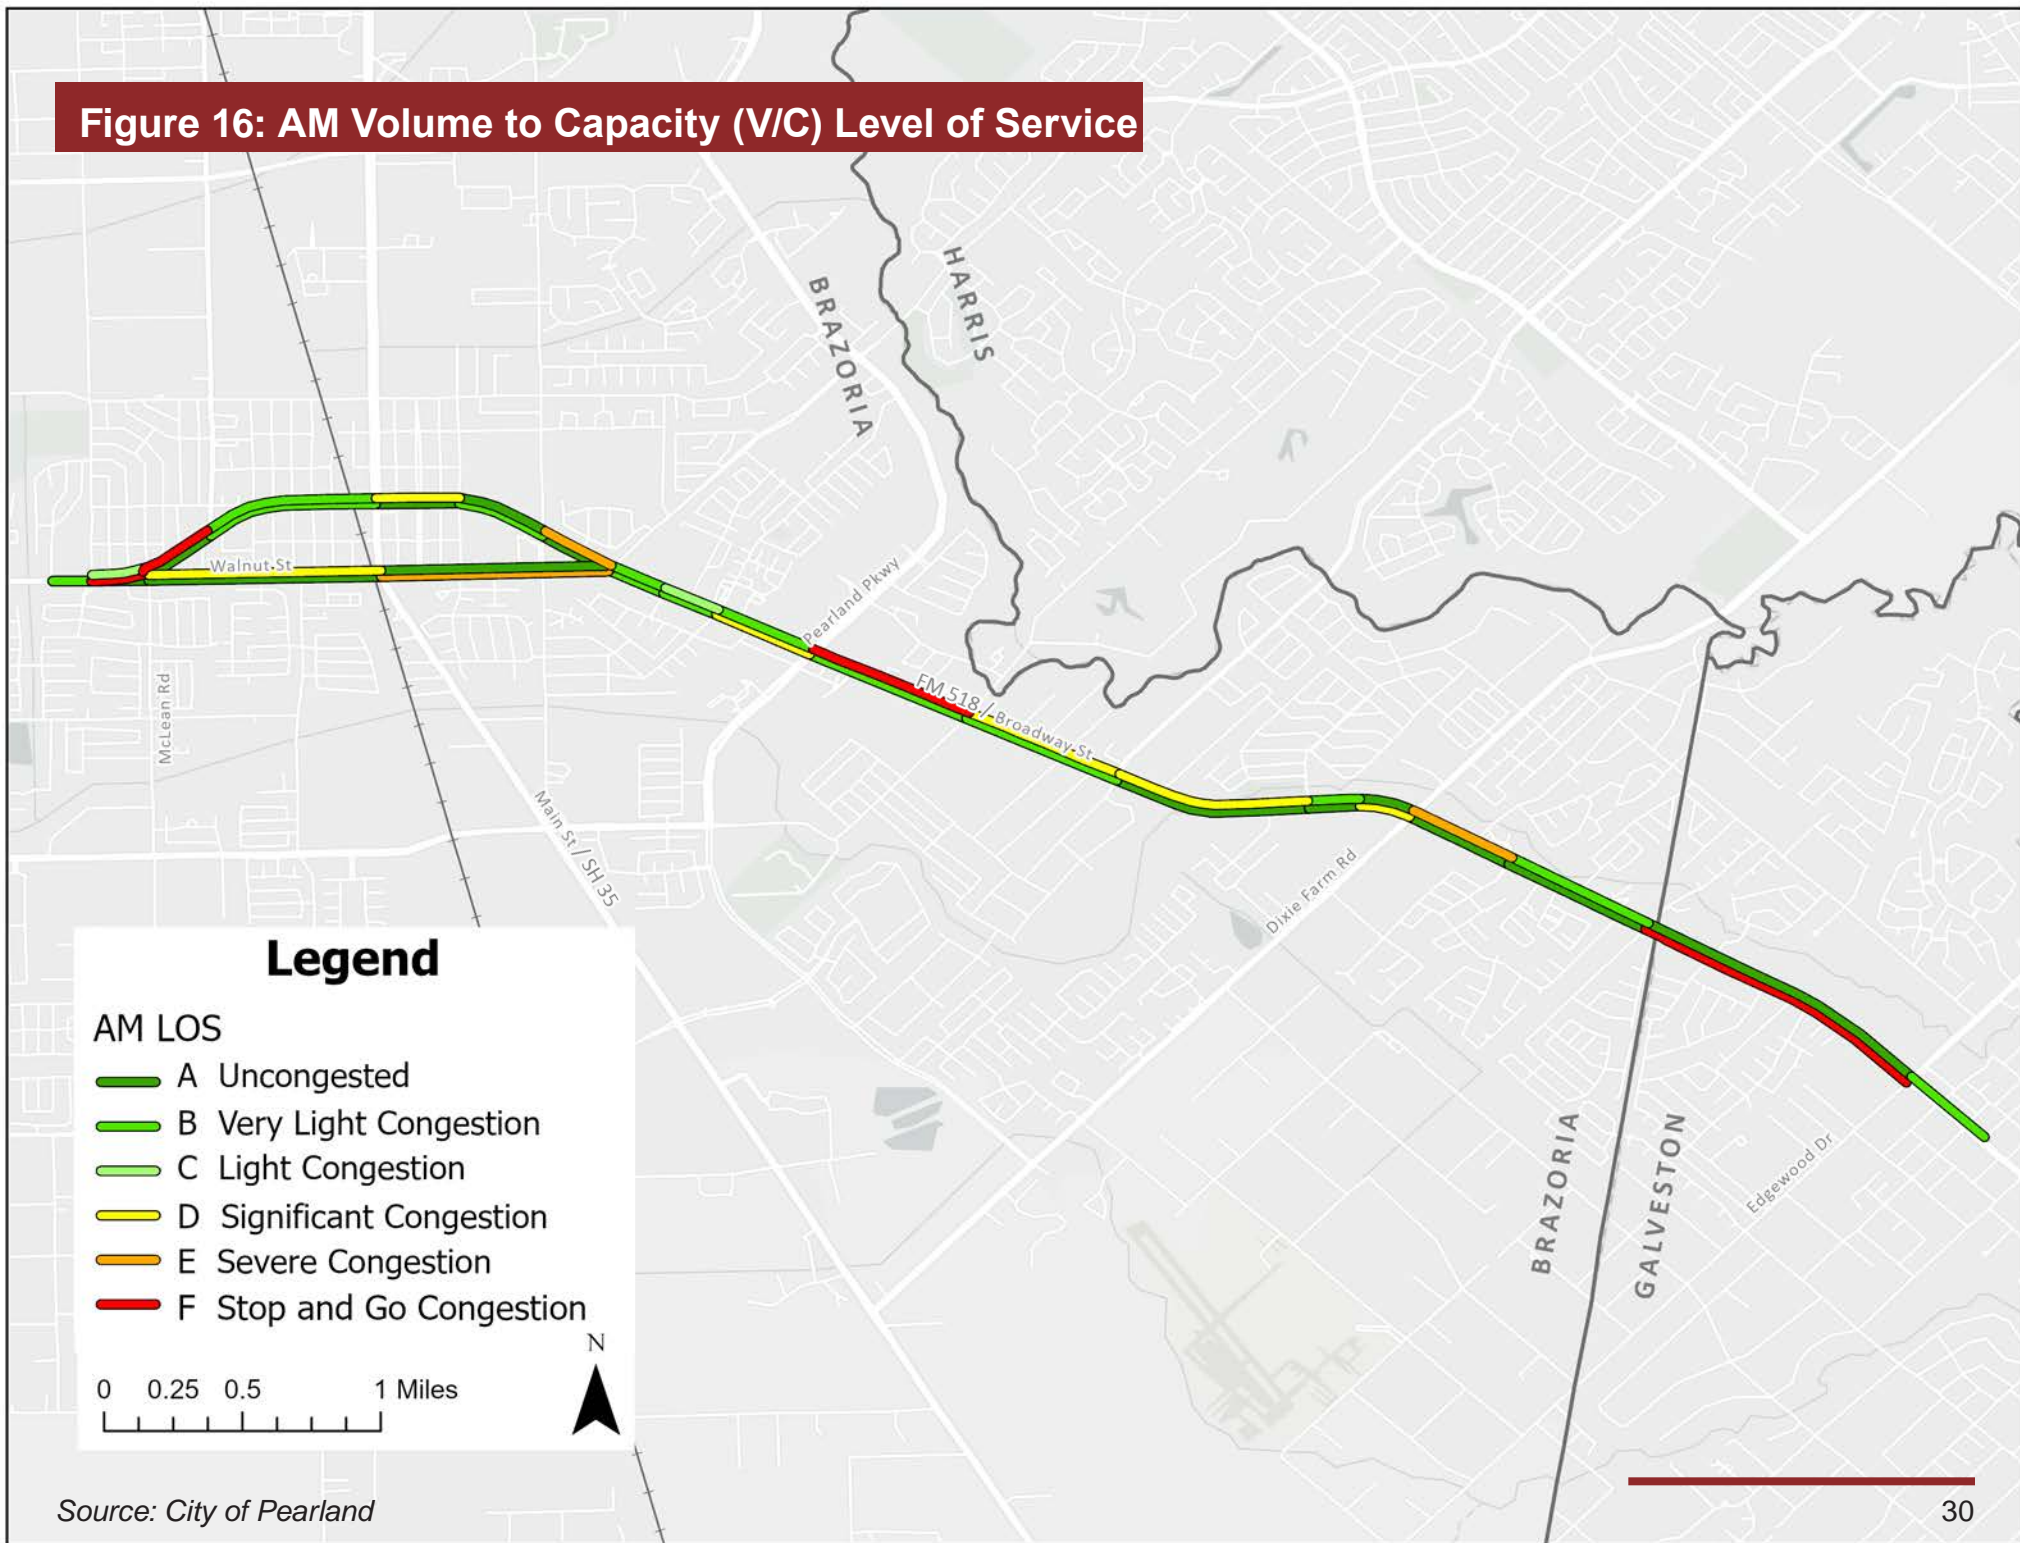 Figure 16: AM Volume to Capacity (V/C) Level of Service
HARRIS
BRAZORIA
Walnut St
Pearland Pkwy
McLean Rd
FM 518 / Broadway St
Main St / SH 35
Dixie Farm Rd
BRAZORIA
GALVESTON
Edgewood Dr
Legend
AM LOS
A Uncongested
B Very Light Congestion
C Light Congestion
D Significant Congestion
E Severe Congestion
F Stop and Go Congestion
N
0 0.25 0.5 1 Miles
Source: City of Pearland
30